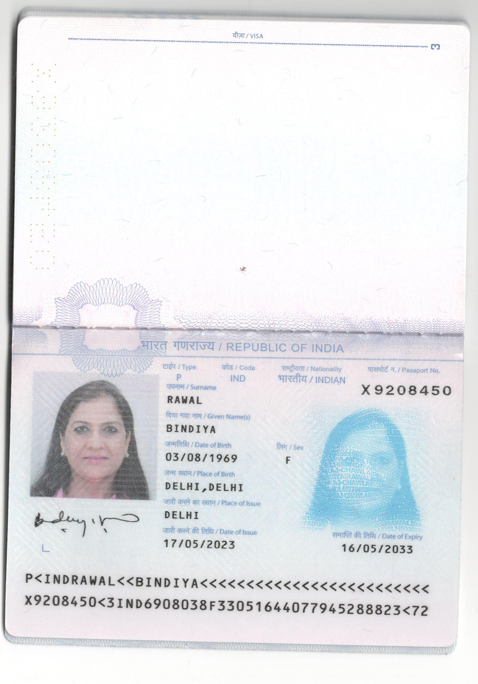 वीज़ा / VISA
3
भारत गणराज्य / REPUBLIC OF INDIA
टाईप / Type
कोड / Code
राष्ट्रीयता / Nationality
पासपोर्ट न. / Passport No.
P
IND
भारतीय / INDIAN
X9208450
उपनाम / Surname
RAWAL
दिया गया नाम / Given Name(s)
BINDIYA
जन्मतिथि / Date of Birth
लिंग / Sex
03/08/1969
F
जन्म स्थान / Place of Birth
DELHI,DELHI
जारी करने का स्थान / Place of Issue
DELHI
जारी करने की तिथि / Date of Issue
समाप्ति की तिथि / Date of Expiry
17/05/2023
16/05/2033
P<INDRAWAL<<BINDIYA<<<<<<<<<<<<<<<<<<<<<<<<<
X9208450<3IND6908038F33051644077945288823<72